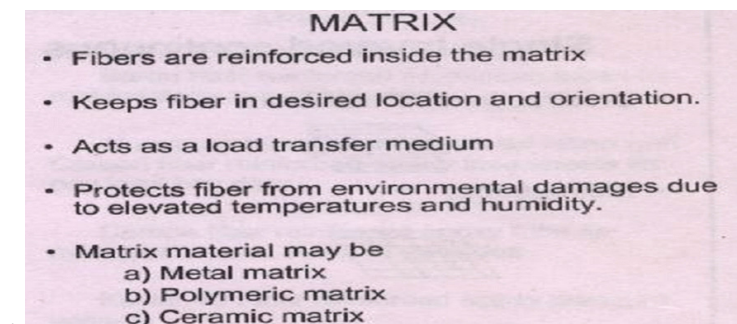 MATRIX
• Fibers are reinforced inside the matrix
• Keeps fiber in desired location and orientation.
• Acts as a load transfer medium
• Protects fiber from environmental damages due
to elevated temperatures and humidity.
• Matrix material may be
a) Metal matrix
b) Polymeric matrix
c) Ceramic matrix